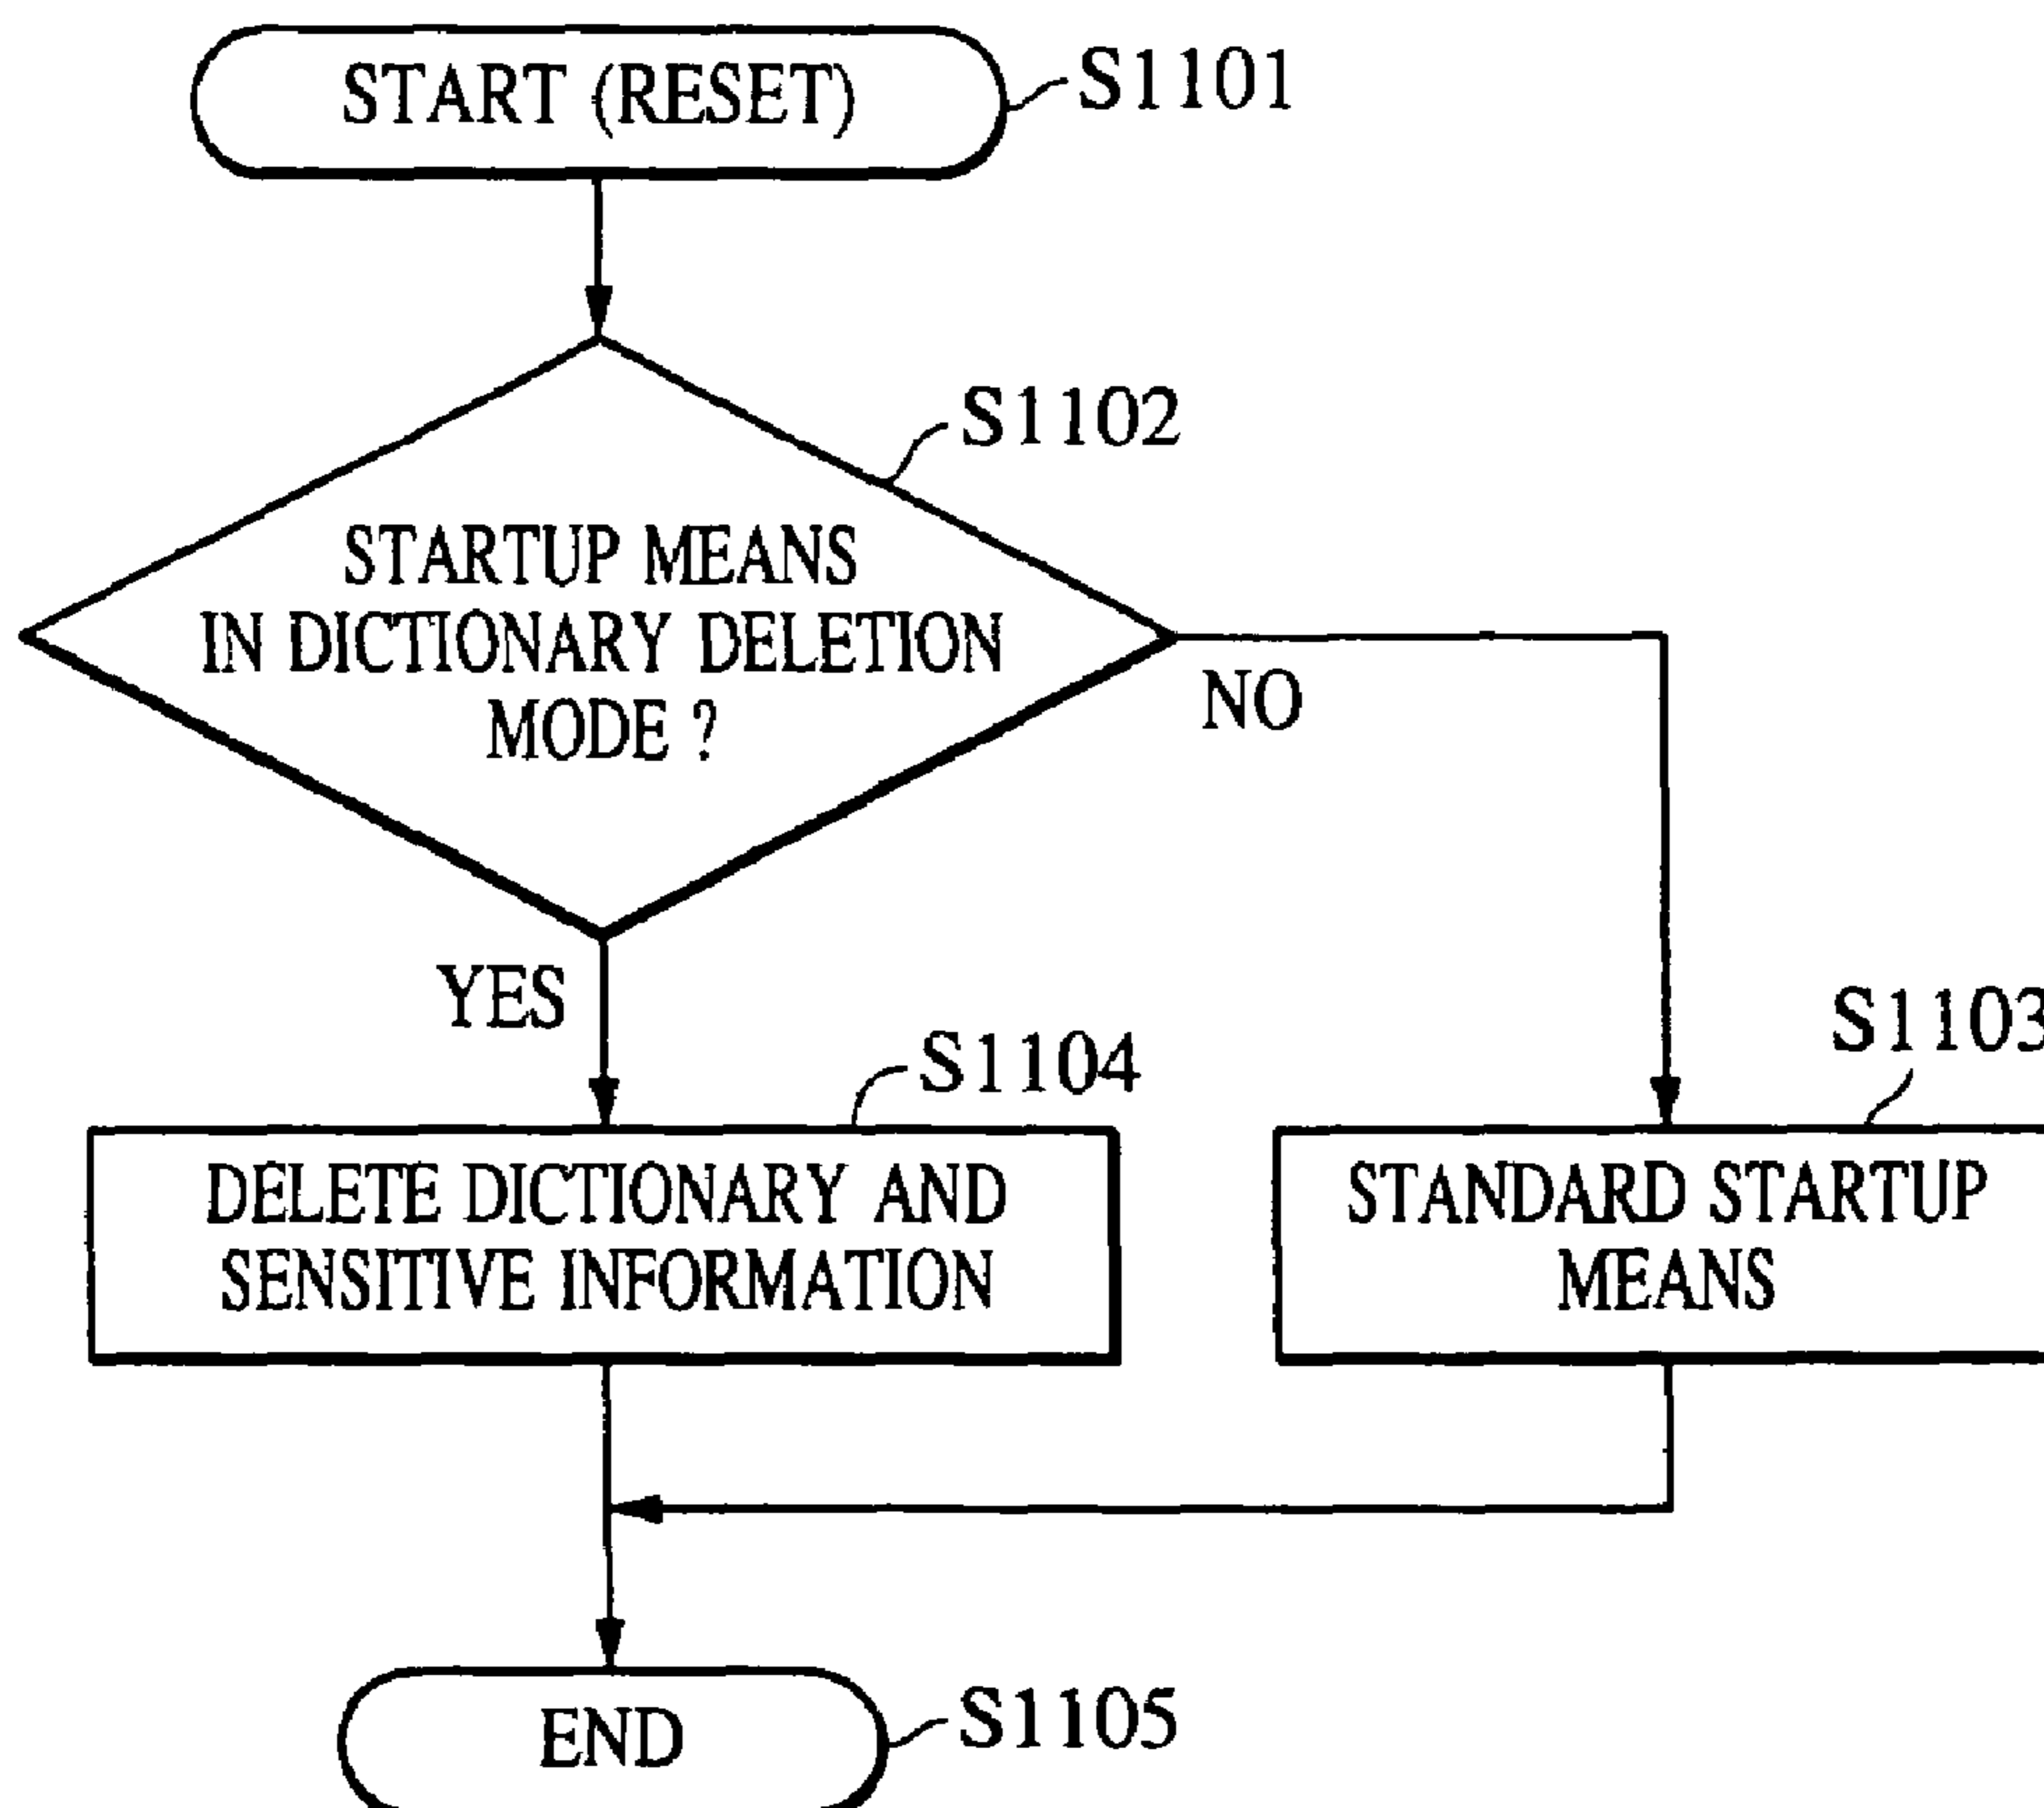 START (RESET)
S1101
S1102
STARTUP MEANS
IN DICTIONARY DELETION
MODE ?
NO
YES
S1104
S1103
DELETE DICTIONARY AND
SENSITIVE INFORMATION
STANDARD STARTUP
MEANS
END
S1105